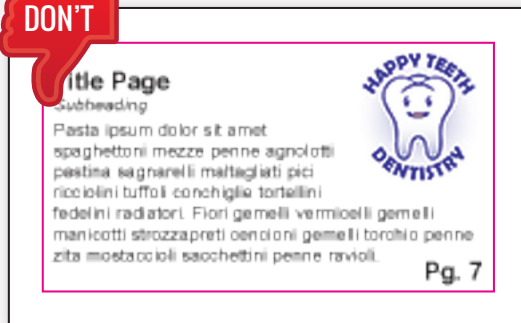 DON'T
itle Page
Subheading
HAPPY TEETH
DENTISTRY
Pasta ipsum dolor sit amet
spaghettoni mezze penne agnolotti
pastina sagnarelli maltagliati pici
ricciolini tuffoli conchiglie tortellini
fedelini radiatori. Fiori gemelli vermicelli gemelli
manicotti strozzapreti cencioni gemelli torchio penne
zita mostaccioli sacchettini penne ravioli.
Pg. 7